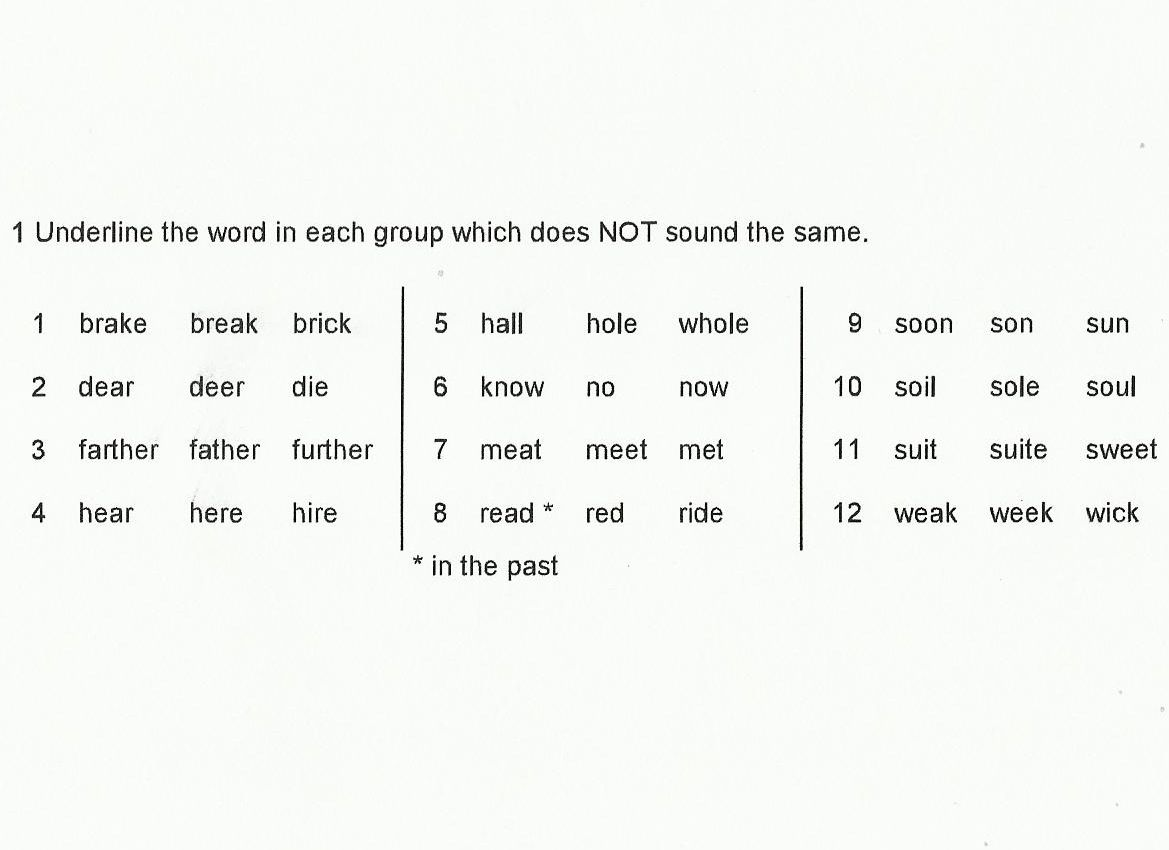 1 Underline the word in each group which does NOT sound the same.
1 brake break brick
2 dear deer die
3 farther father further
4 hear here hire
5 hall hole whole
6 know no now
7 meat meet met
8 read * red ride
* in the past
9 soon son sun
10 soil sole soul
11 suit suite sweet
12 weak week wick